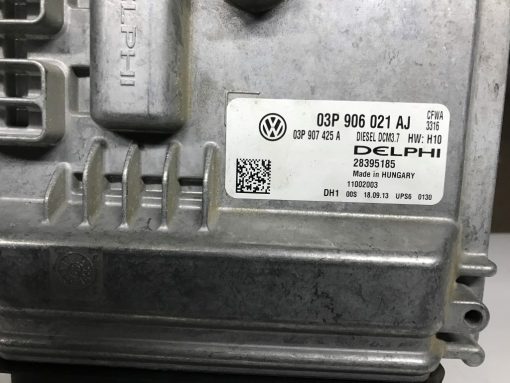 DELPHI
03P 906 021 AJ
CFWA
3316
03P 907 425 A DIESEL DCM3.7 HW: H10
DELPHI
28395185
Made in HUNGARY
11002003
DH1 00S 18.09.13 UPS6 0130